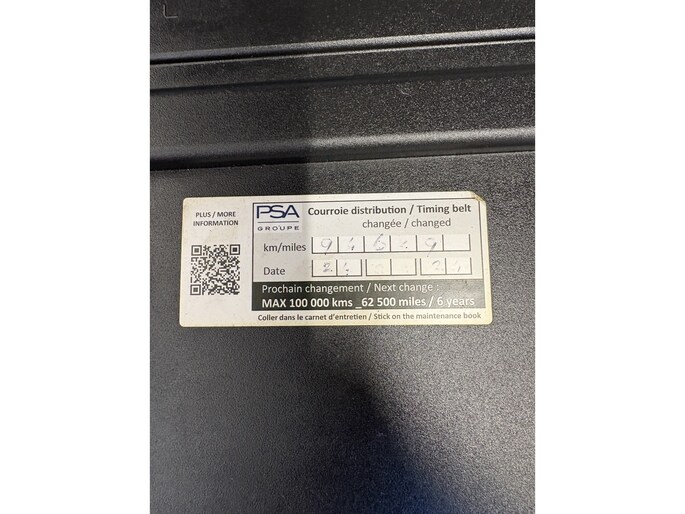 PLUS / MORE
INFORMATION
PSA
GROUPE
Courroie distribution / Timing belt
changée / changed
km/miles
Date
Prochain changement / Next change :
MAX 100 000 kms _62 500 miles / 6 years
Coller dans le carnet d'entretien / Stick on the maintenance book